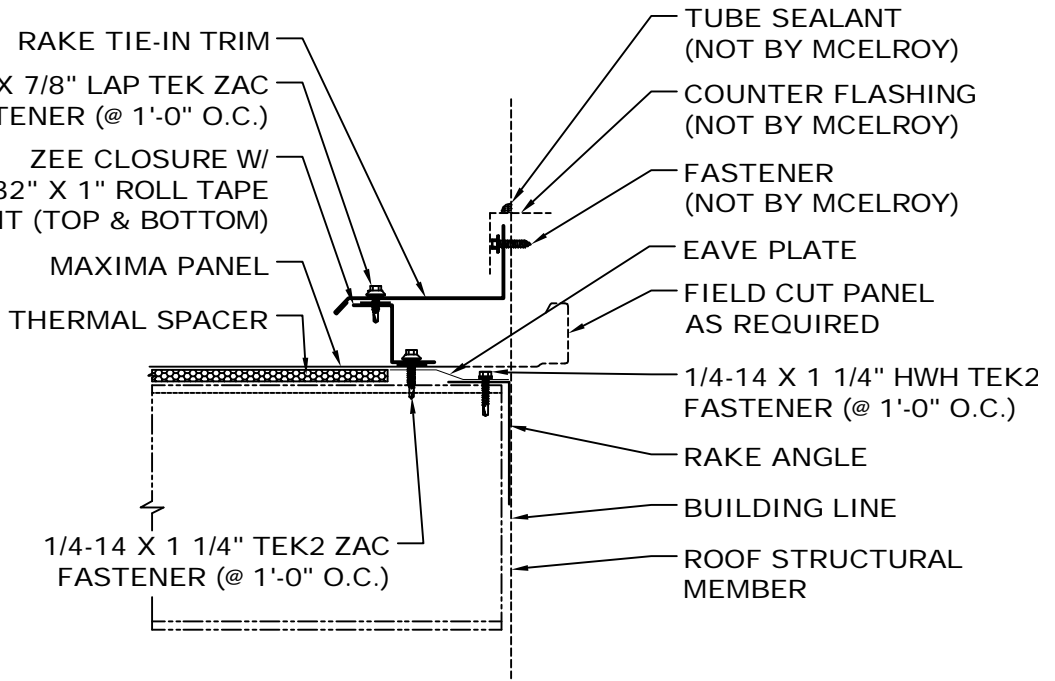 RAKE TIE-IN TRIM
X 7/8" LAP TEK ZAC
TENER (@ 1'-0" O.C.)
ZEE CLOSURE W/
32" X 1" ROLL TAPE
T (TOP & BOTTOM)
MAXIMA PANEL
THERMAL SPACER
1/4-14 X 1 1/4" TEK2 ZAC
FASTENER (@ 1'-0" O.C.)
TUBE SEALANT
(NOT BY MCELROY)
COUNTER FLASHING
(NOT BY MCELROY)
FASTENER
(NOT BY MCELROY)
EAVE PLATE
FIELD CUT PANEL
AS REQUIRED
1/4-14 X 1 1/4" HWH TEK2
FASTENER (@ 1'-0" O.C.)
RAKE ANGLE
BUILDING LINE
ROOF STRUCTURAL
MEMBER